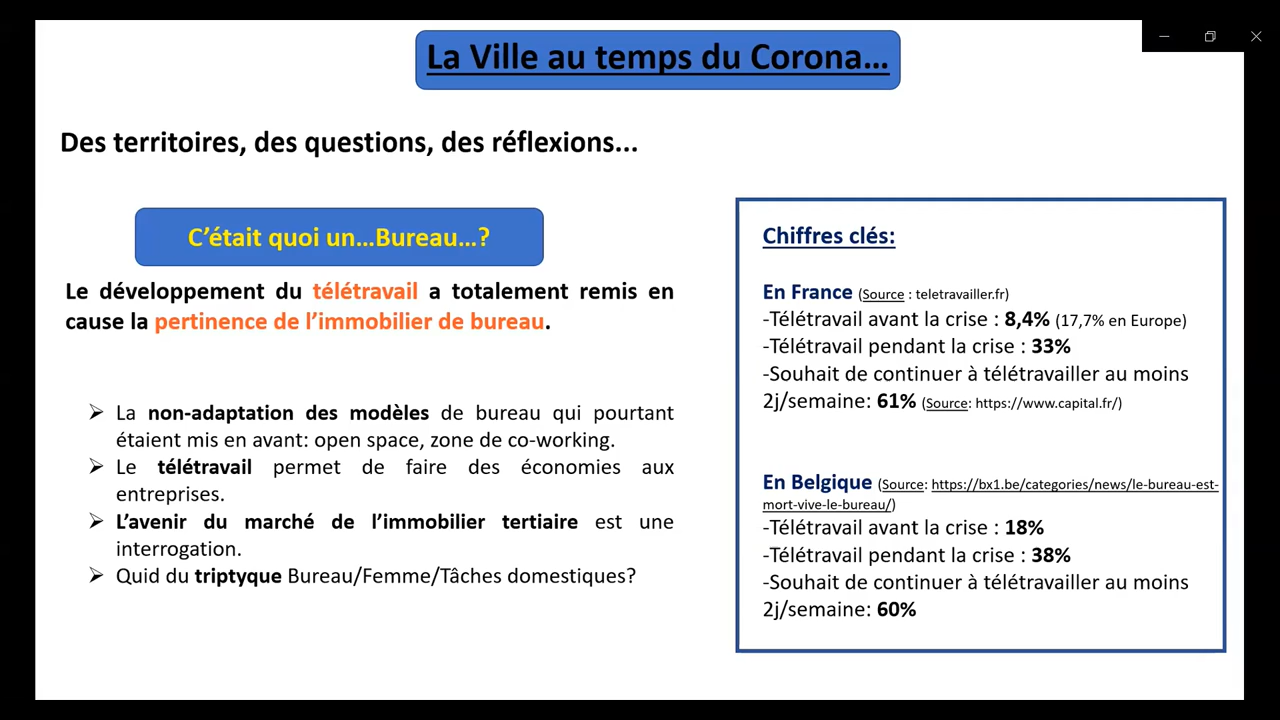 La Ville au temps du Corona…
Des territoires, des questions, des réflexions...
C’était quoi un…Bureau…?
Le développement du télétravail a totalement remis en
cause la pertinence de l’immobilier de bureau.
➢ La non-adaptation des modèles de bureau qui pourtant
étaient mis en avant: open space, zone de co-working.
➢ Le télétravail permet de faire des économies aux
entreprises.
➢ L’avenir du marché de l’immobilier tertiaire est une
interrogation.
➢ Quid du triptyque Bureau/Femme/Tâches domestiques?
Chiffres clés:
En France (Source : teletravailler.fr)
-Télétravail avant la crise : 8,4% (17,7% en Europe)
-Télétravail pendant la crise : 33%
-Souhait de continuer à télétravailler au moins
2j/semaine: 61% (Source: https://www.capital.fr/)
En Belgique (Source: https://bx1.be/categories/news/le-bureau-est-
mort-vive-le-bureau/)
-Télétravail avant la crise : 18%
-Télétravail pendant la crise : 38%
-Souhait de continuer à télétravailler au moins
2j/semaine: 60%